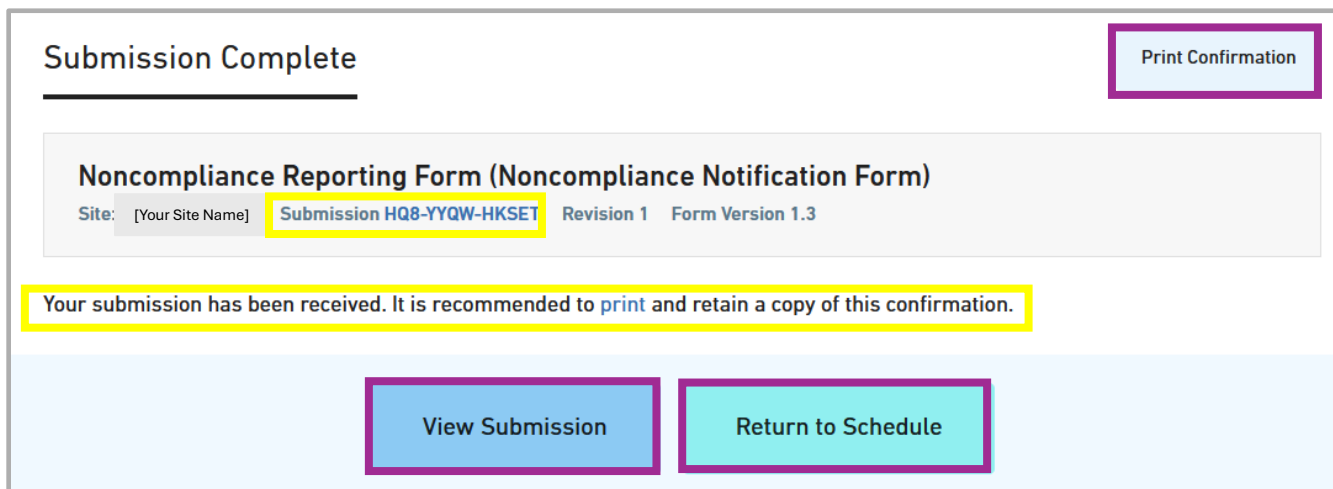 Submission Complete
Print Confirmation
Noncompliance Reporting Form (Noncompliance Notification Form)
Site: [Your Site Name] Submission HQ8-YYQW-HKSET Revision 1 Form Version 1.3
Your submission has been received. It is recommended to print and retain a copy of this confirmation.
View Submission Return to Schedule